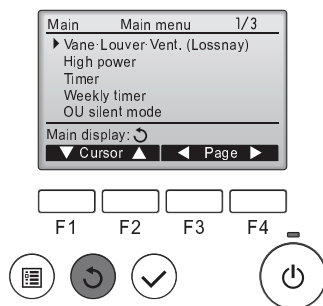 Main Main menu 1/3
Vane·Louver·Vent. (Lossnay)
High power
Timer
Weekly timer
OU silent mode
Main display:
Cursor Page
F1 F2 F3 F4